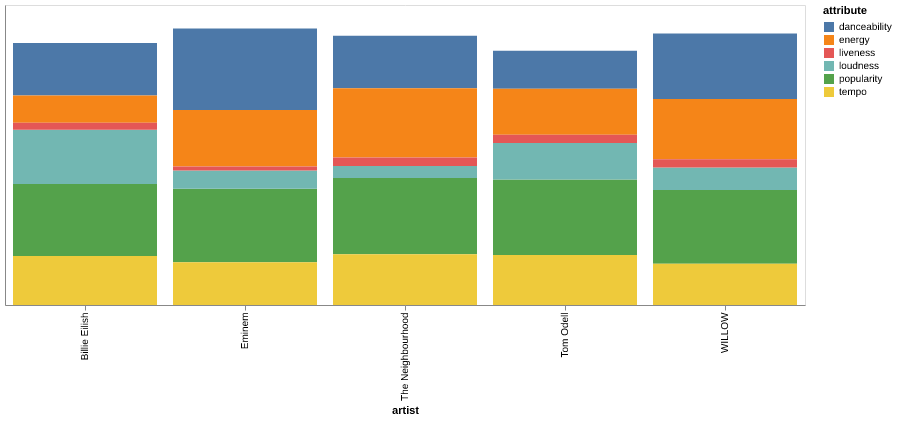 attribute
danceability
energy
liveness
loudness
popularity
tempo
Billie Eilish
Eminem
The Neighbourhood
Tom Odell
WILLOW
artist